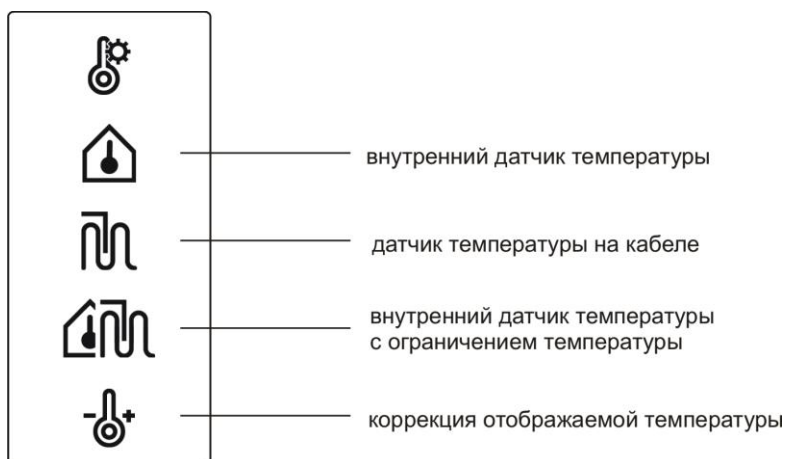 внутренний датчик температуры
датчик температуры на кабеле
внутренний датчик температуры
с ограничением температуры
коррекция отображаемой температуры